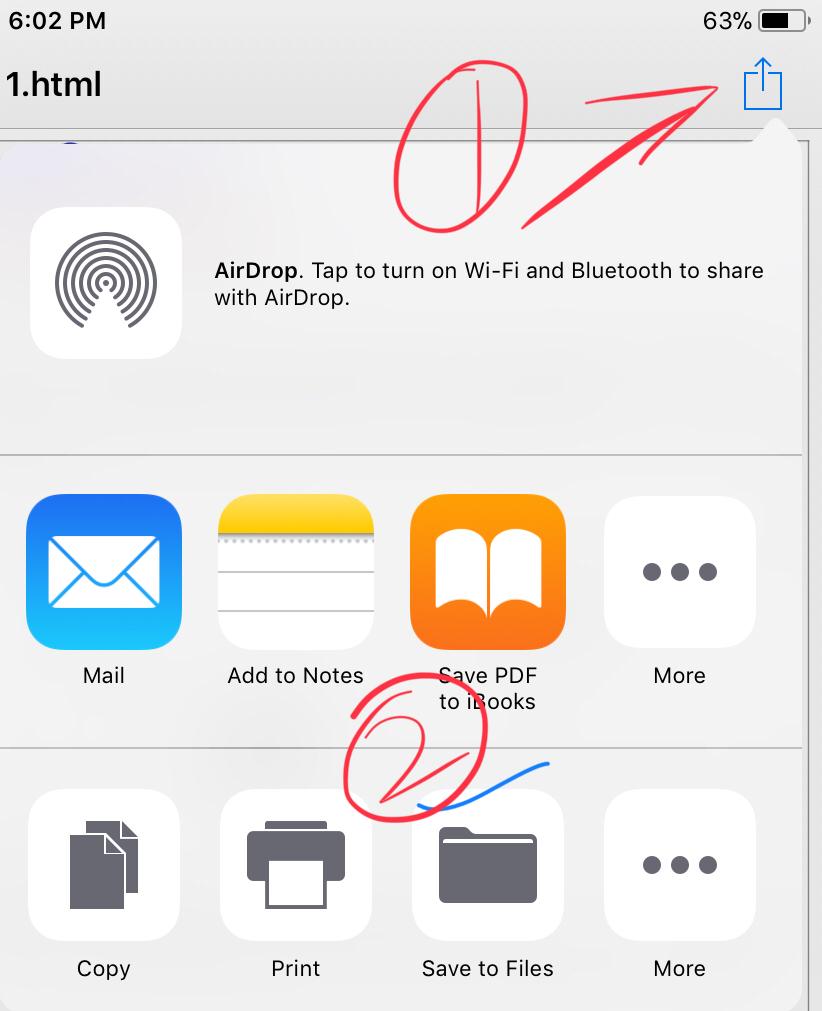 6:02 PM
63%
1.html
1
AirDrop. Tap to turn on Wi-Fi and Bluetooth to share
with AirDrop.
Mail
Add to Notes
Save PDF
to iBooks
More
2
Copy
Print
Save to Files
More